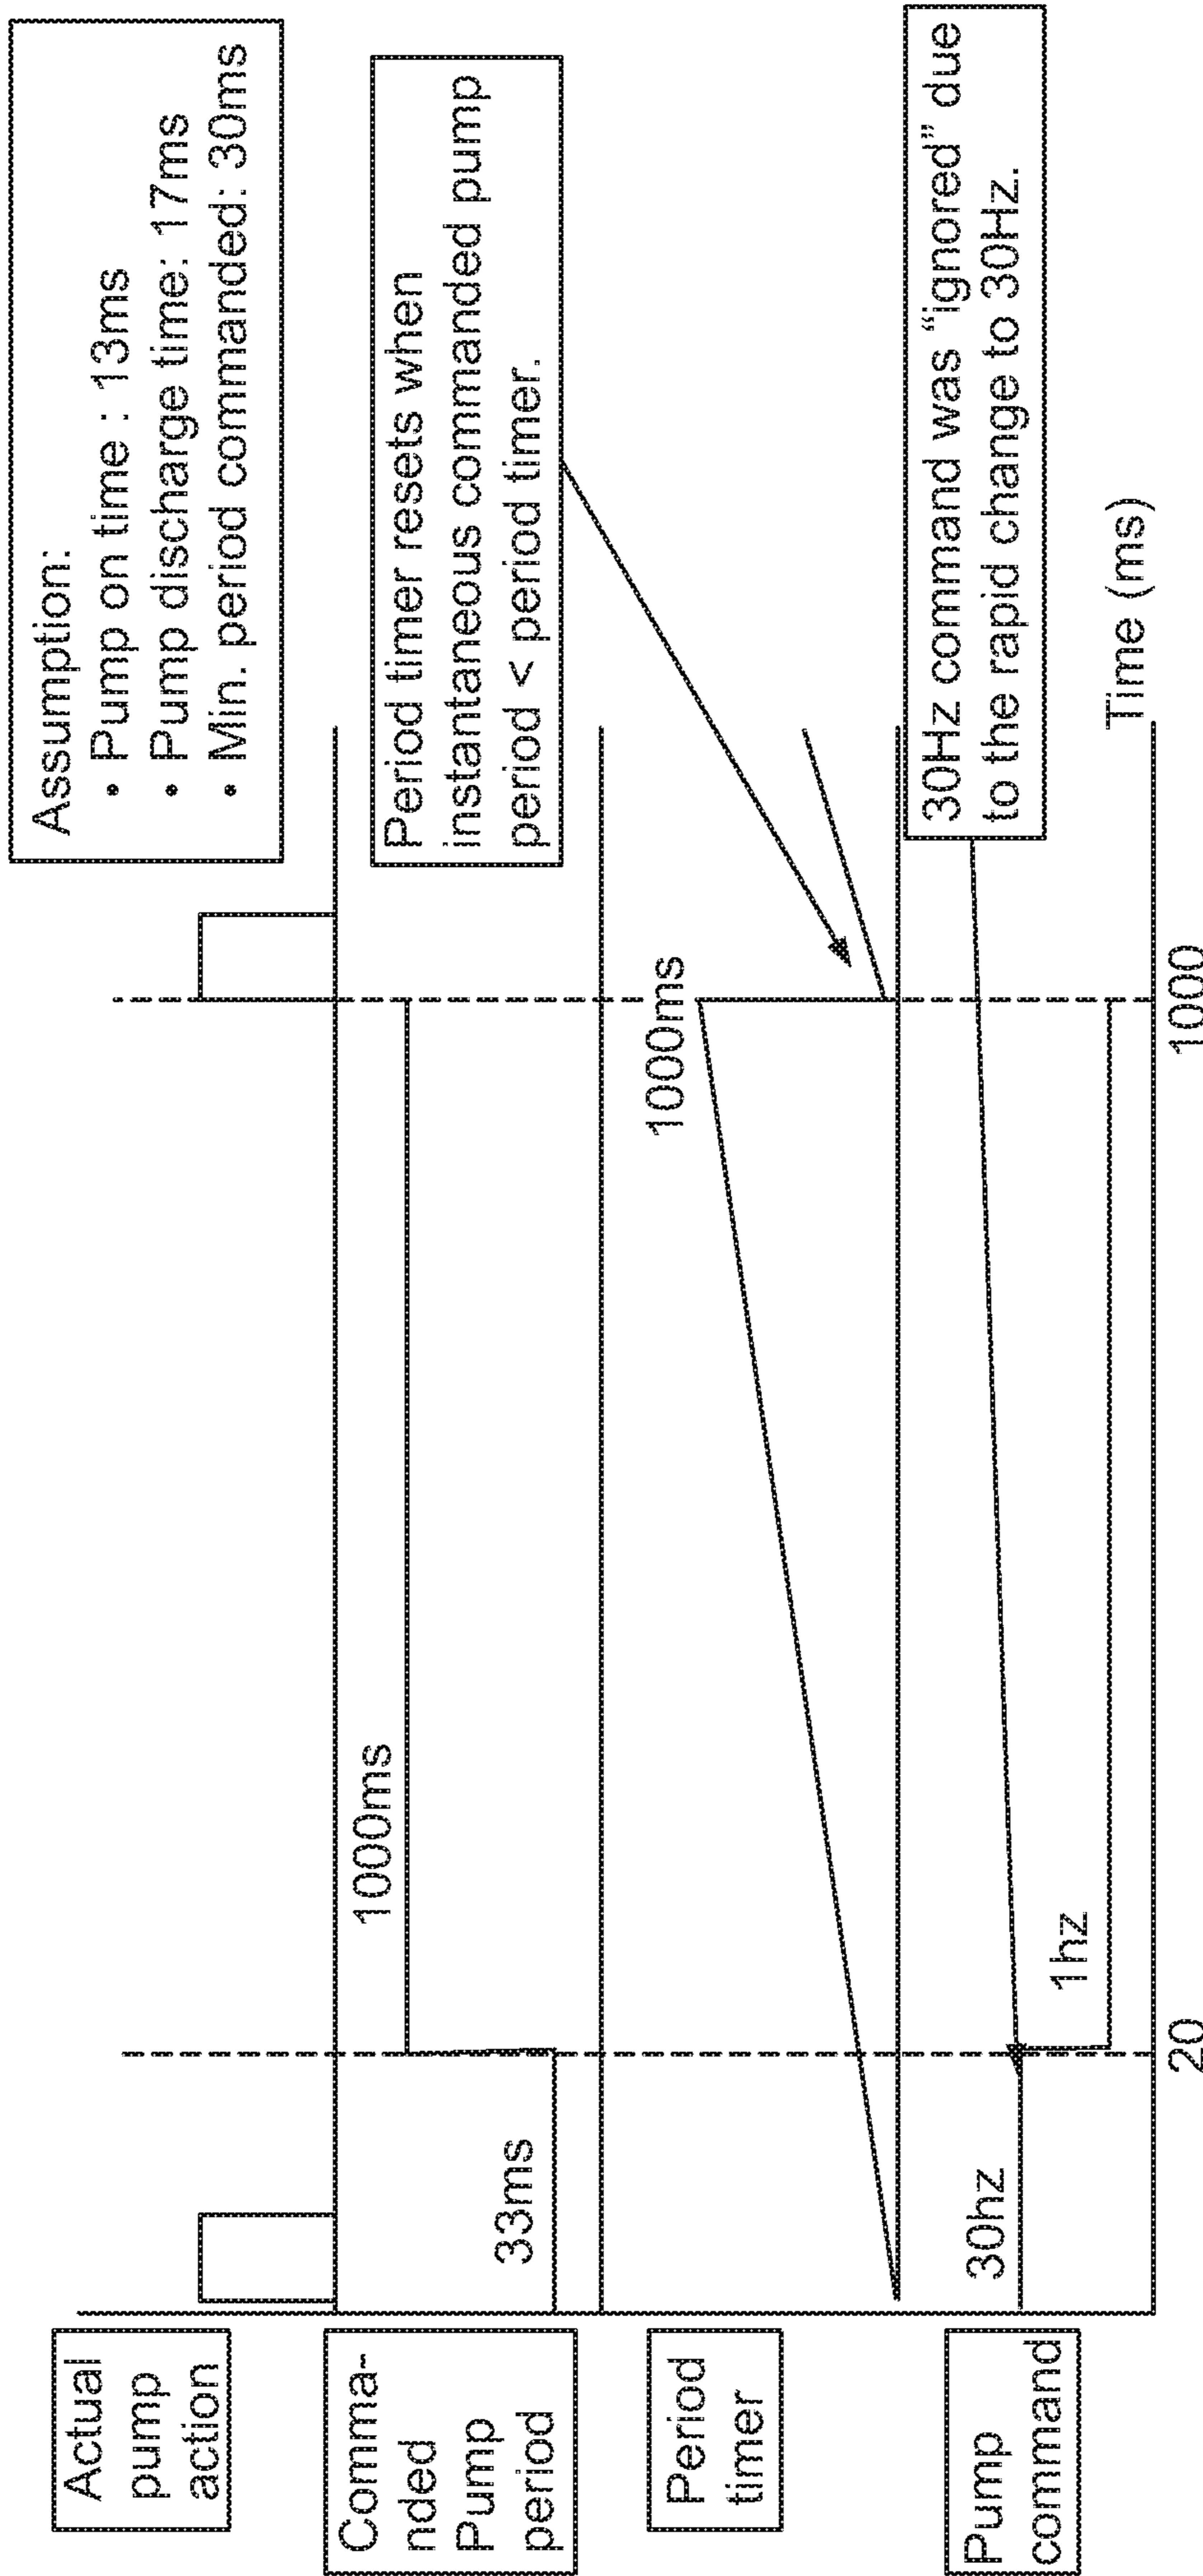 Assumption:
• Pump on time : 13ms
• Pump discharge time: 17ms
• Min. period commanded: 30ms
Actual
pump
action
1000ms
Period timer resets when
instantaneous commanded pump
period < period timer.
Comma-
nded
Pump
period
33ms
1000ms
Period
timer
30Hz command was “ignored” due
to the rapid change to 30Hz.
Pump
command
30hz
1hz
Time (ms)
20
1000